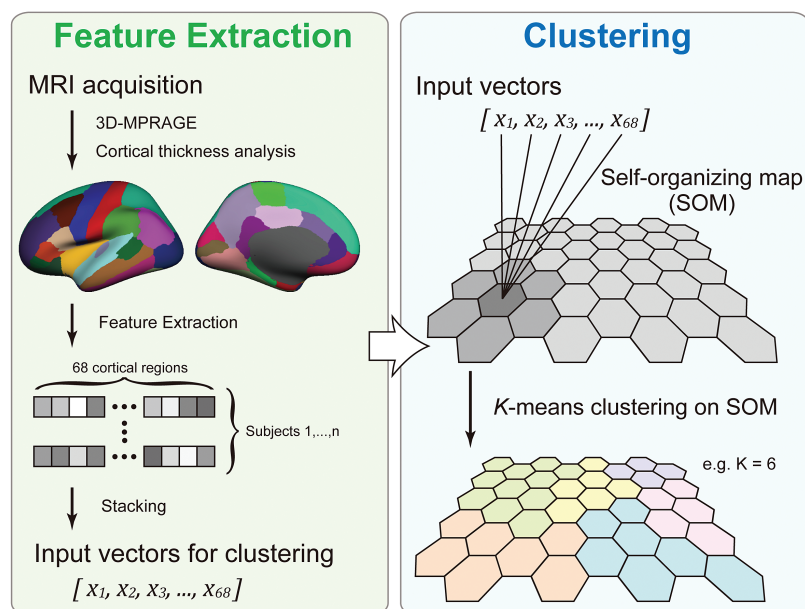 Feature Extraction
MRI acquisition
3D-MPRAGE
Cortical thickness analysis
Feature Extraction
68 cortical regions
Subjects 1,...,n
Stacking
Input vectors for clustering
[ x1, x2, x3, ..., x68 ]
Clustering
Input vectors
[ x1, x2, x3, ..., x68 ]
Self-organizing map
(SOM)
K-means clustering on SOM
e.g. K = 6